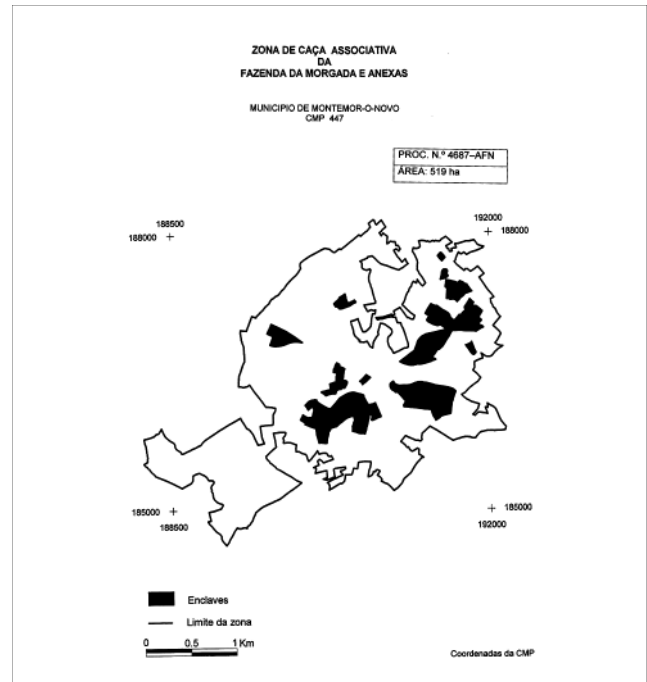 ZONA DE CAÇA ASSOCIATIVA
DA
FAZENDA DA MORGADA E ANEXAS
MUNICIPIO DE MONTEMOR-O-NOVO
CMP 447
PROC. N.º 4687–AFN
ÁREA: 519 ha
188500
188000
192000
188000
185000
188500
185000
192000
Enclaves
Limite da zona
0 0.5 1 Km
Coordenadas da CMP